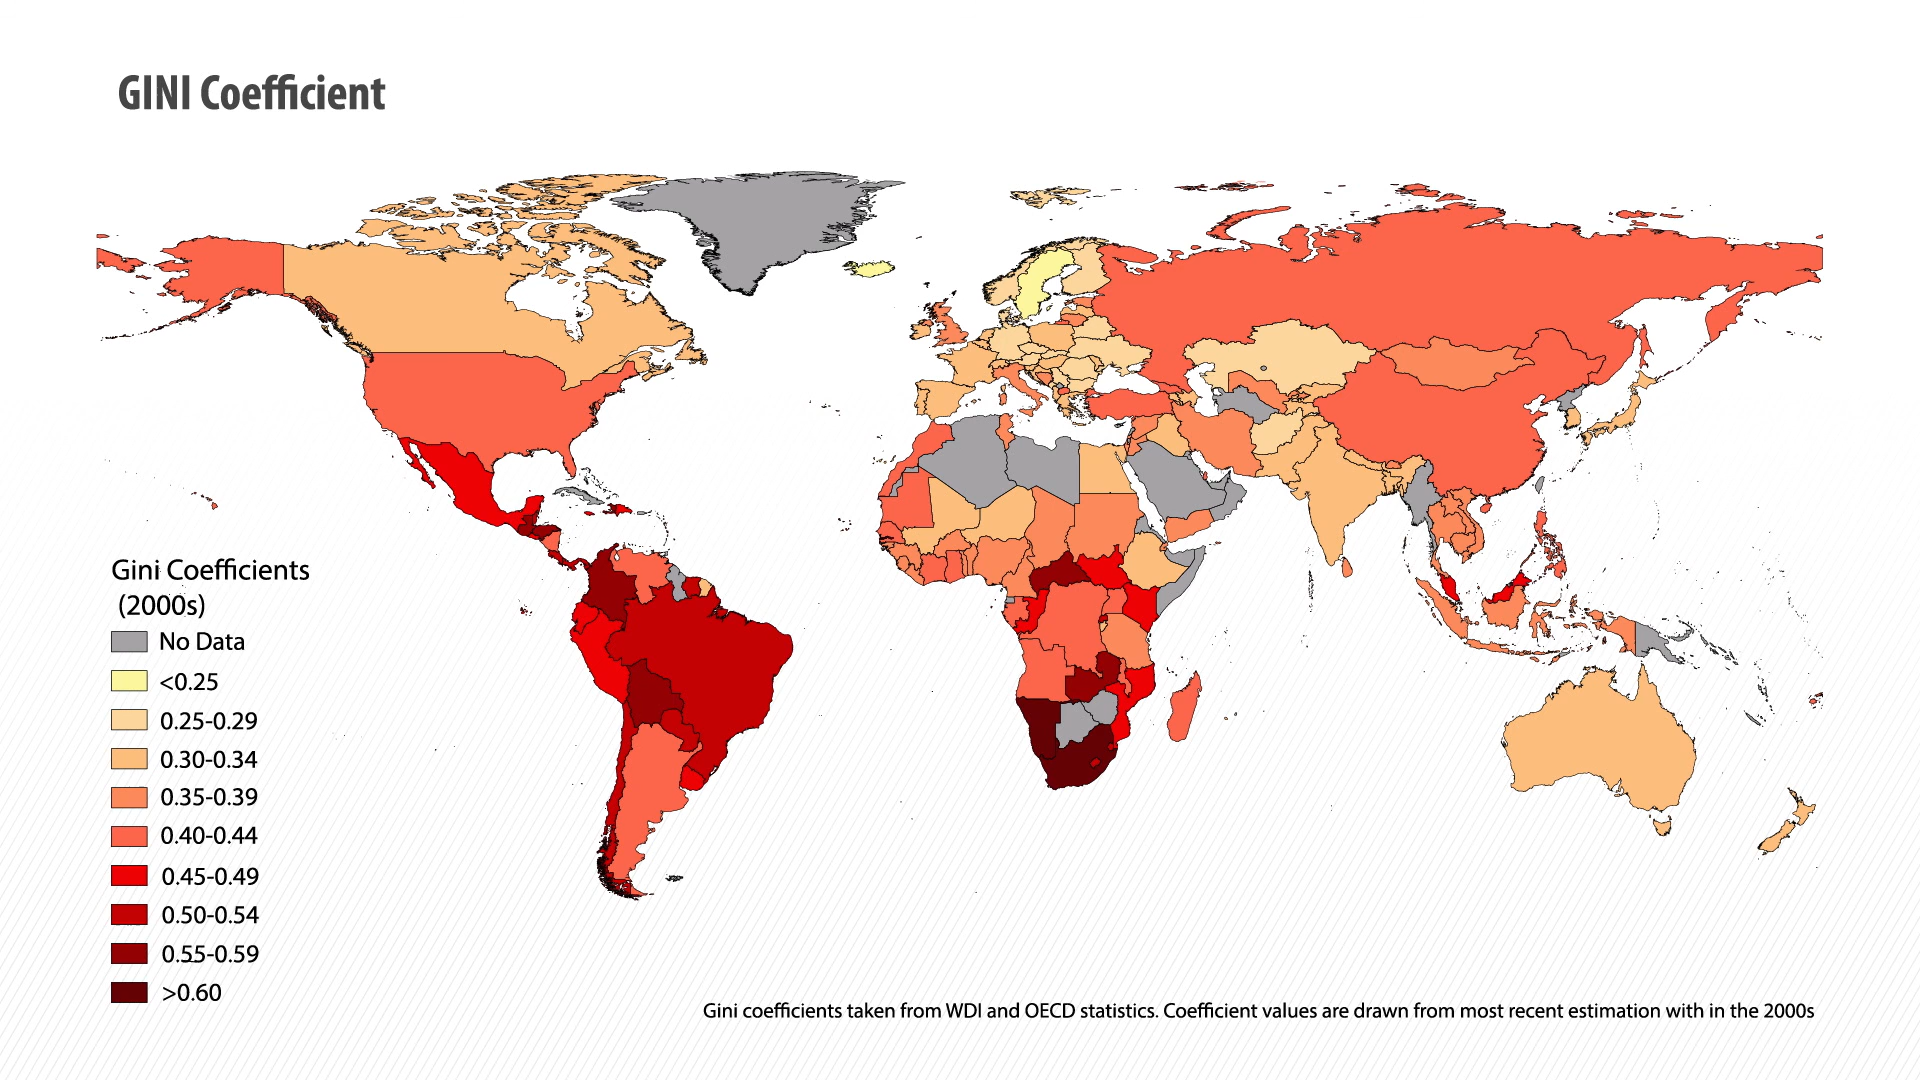 GINI Coefficient
Gini Coefficients
(2000s)
No Data
<0.25
0.25-0.29
0.30-0.34
0.35-0.39
0.40-0.44
0.45-0.49
0.50-0.54
0.55-0.59
>0.60
Gini coefficients taken from WDI and OECD statistics. Coefficient values are drawn from most recent estimation with in the 2000s